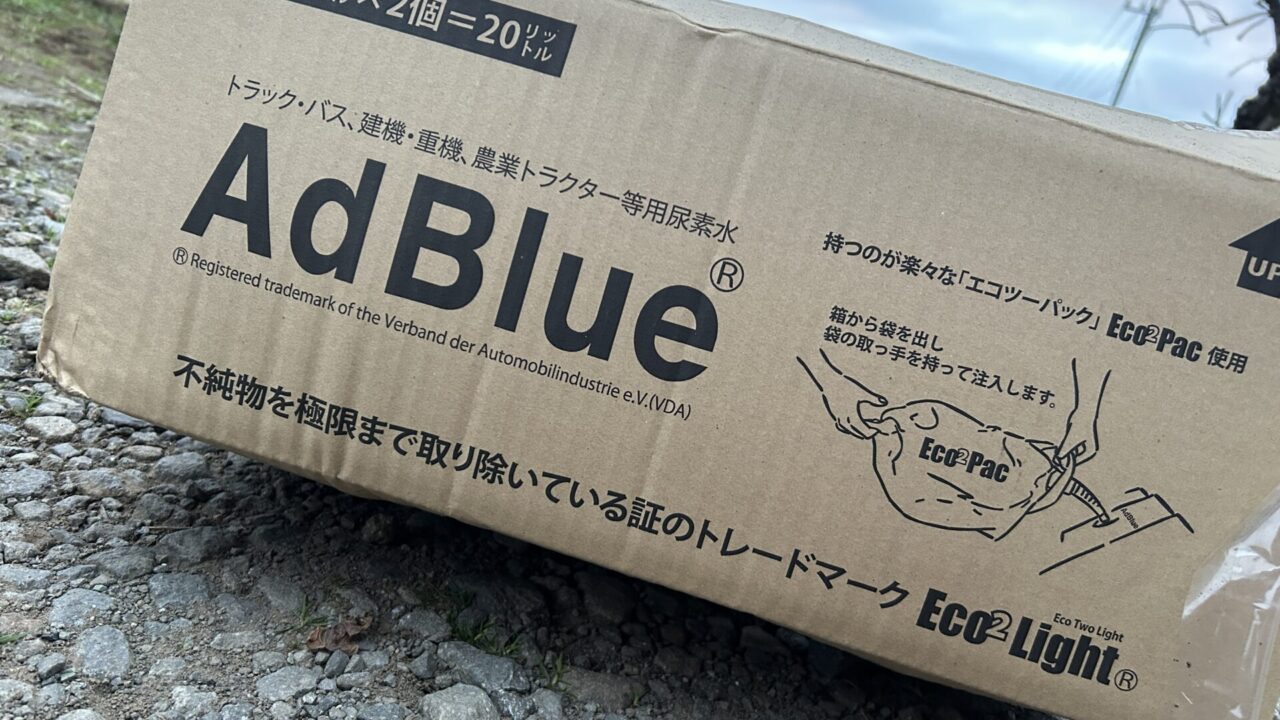 ×2個＝20リットル
トラック・バス、建機・重機、農業トラクター等用尿素水
AdBlue®
® Registered trademark of the Verband der Automobilindustrie e.V.(VDA)
不純物を極限まで取り除いている証のトレードマーク Eco2Light®
Eco Two Light
持つのが楽々な「エコツーパック」Eco2Pac 使用
箱から袋を出し
袋の取っ手を持って注入します。
Eco2Pac
AdBlue
UP